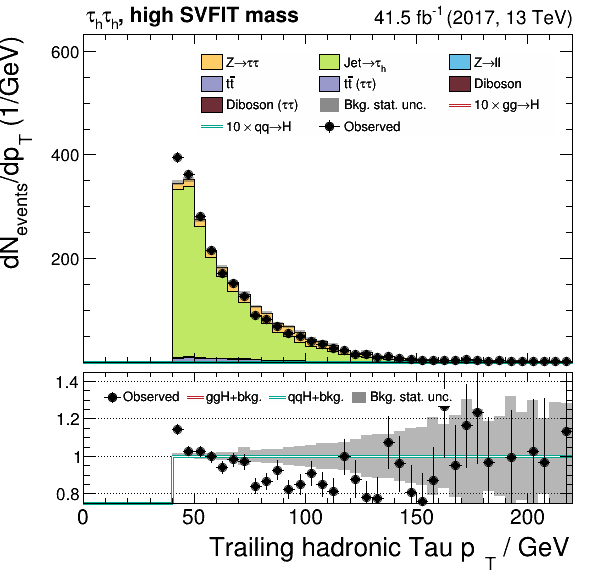 τhτh, high SVFIT mass 41.5 fb⁻¹ (2017, 13 TeV)
dN_events/dp_T (1/GeV)
600
400
200
Z→ττ Jet→τh Z→ll
tt̄ tt̄ (ττ) Diboson
Diboson (ττ) Bkg. stat. unc. 10 × gg→H
10 × qq→H Observed
1.4
1.2
1
0.8
Observed ggH+bkg. qqH+bkg. Bkg. stat. unc.
0 50 100 150 200
Trailing hadronic Tau p_T / GeV